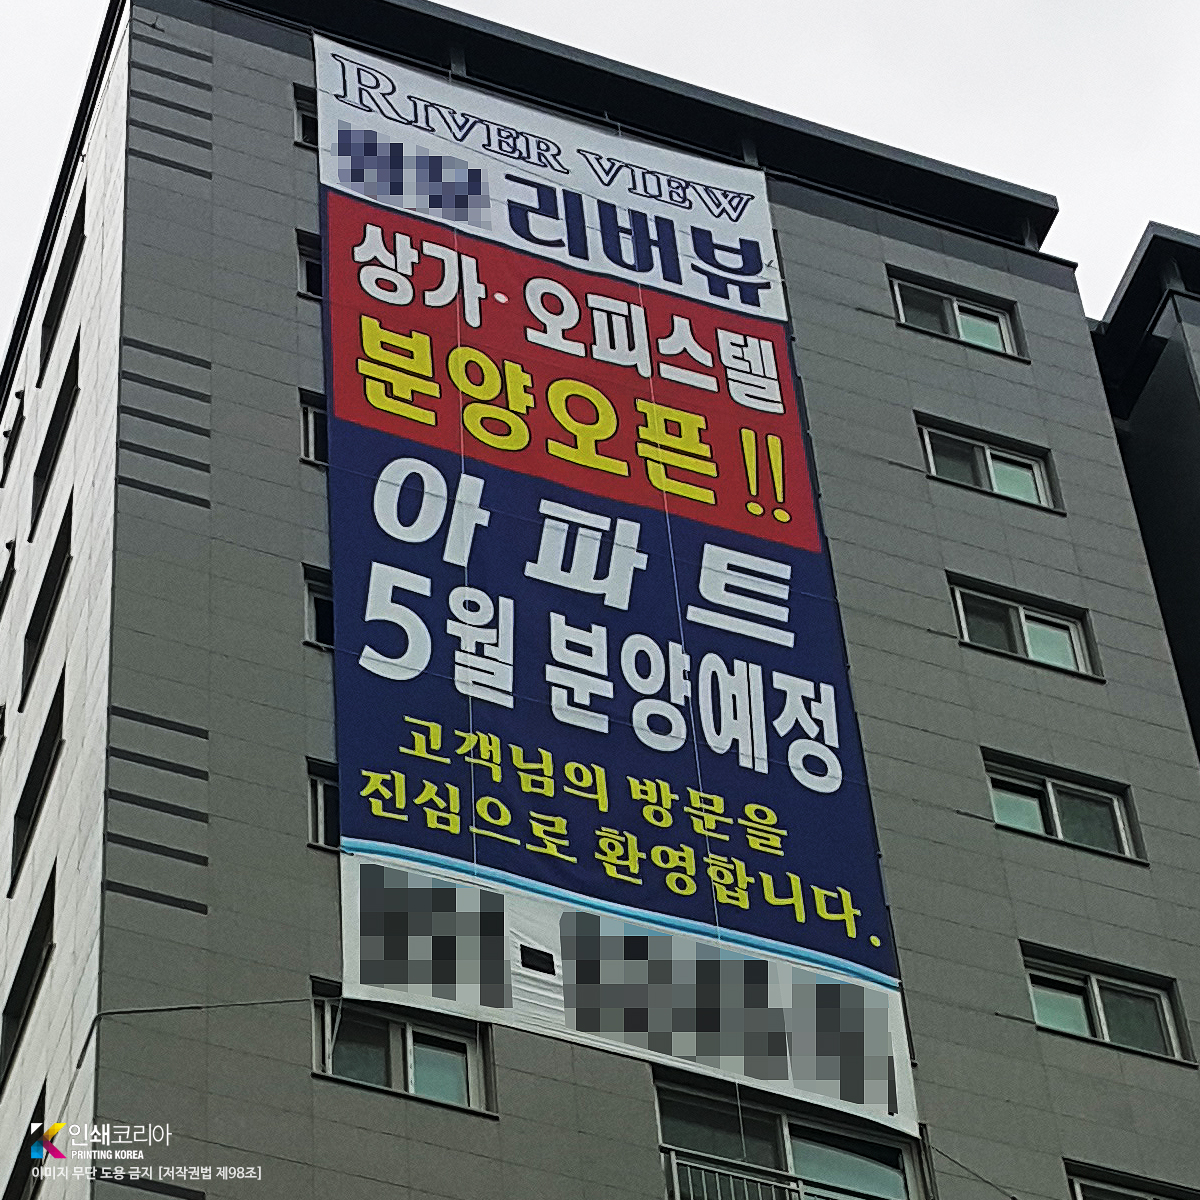 RIVER VIEW
리버뷰
상가·오피스텔
분양오픈!!
아파트
5월 분양예정
고객님의 방문을
진심으로 환영합니다.
인쇄코리아
PRINTING KOREA
이미지 무단 도용 금지 [저작권법 제98조]